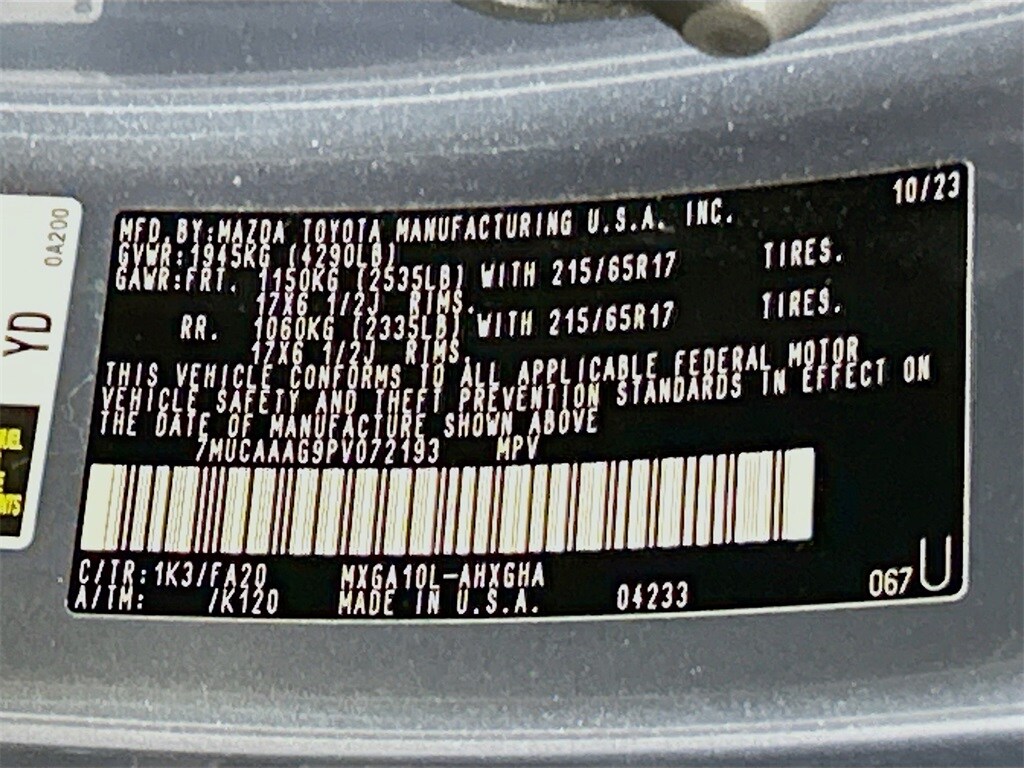 0A200
YD
10/23
MFD. BY: MAZDA TOYOTA MANUFACTURING U.S.A. INC.
GVWR: 1945KG (4290LB)
GAWR: FRT. 1150KG (2535LB) WITH 215/65R17 TIRES.
17X6 1/2J RIMS.
RR. 1060KG (2335LB) WITH 215/65R17 TIRES.
17X6 1/2J RIMS.
THIS VEHICLE CONFORMS TO ALL APPLICABLE FEDERAL MOTOR
VEHICLE SAFETY AND THEFT PREVENTION STANDARDS IN EFFECT ON
THE DATE OF MANUFACTURE SHOWN ABOVE
7MUCAAAG9PV072193 MPV
C/TR: 1K3/FA20 MXGA10L-AHXGHA
A/TM: /K120 MADE IN U.S.A. 04233
067 U